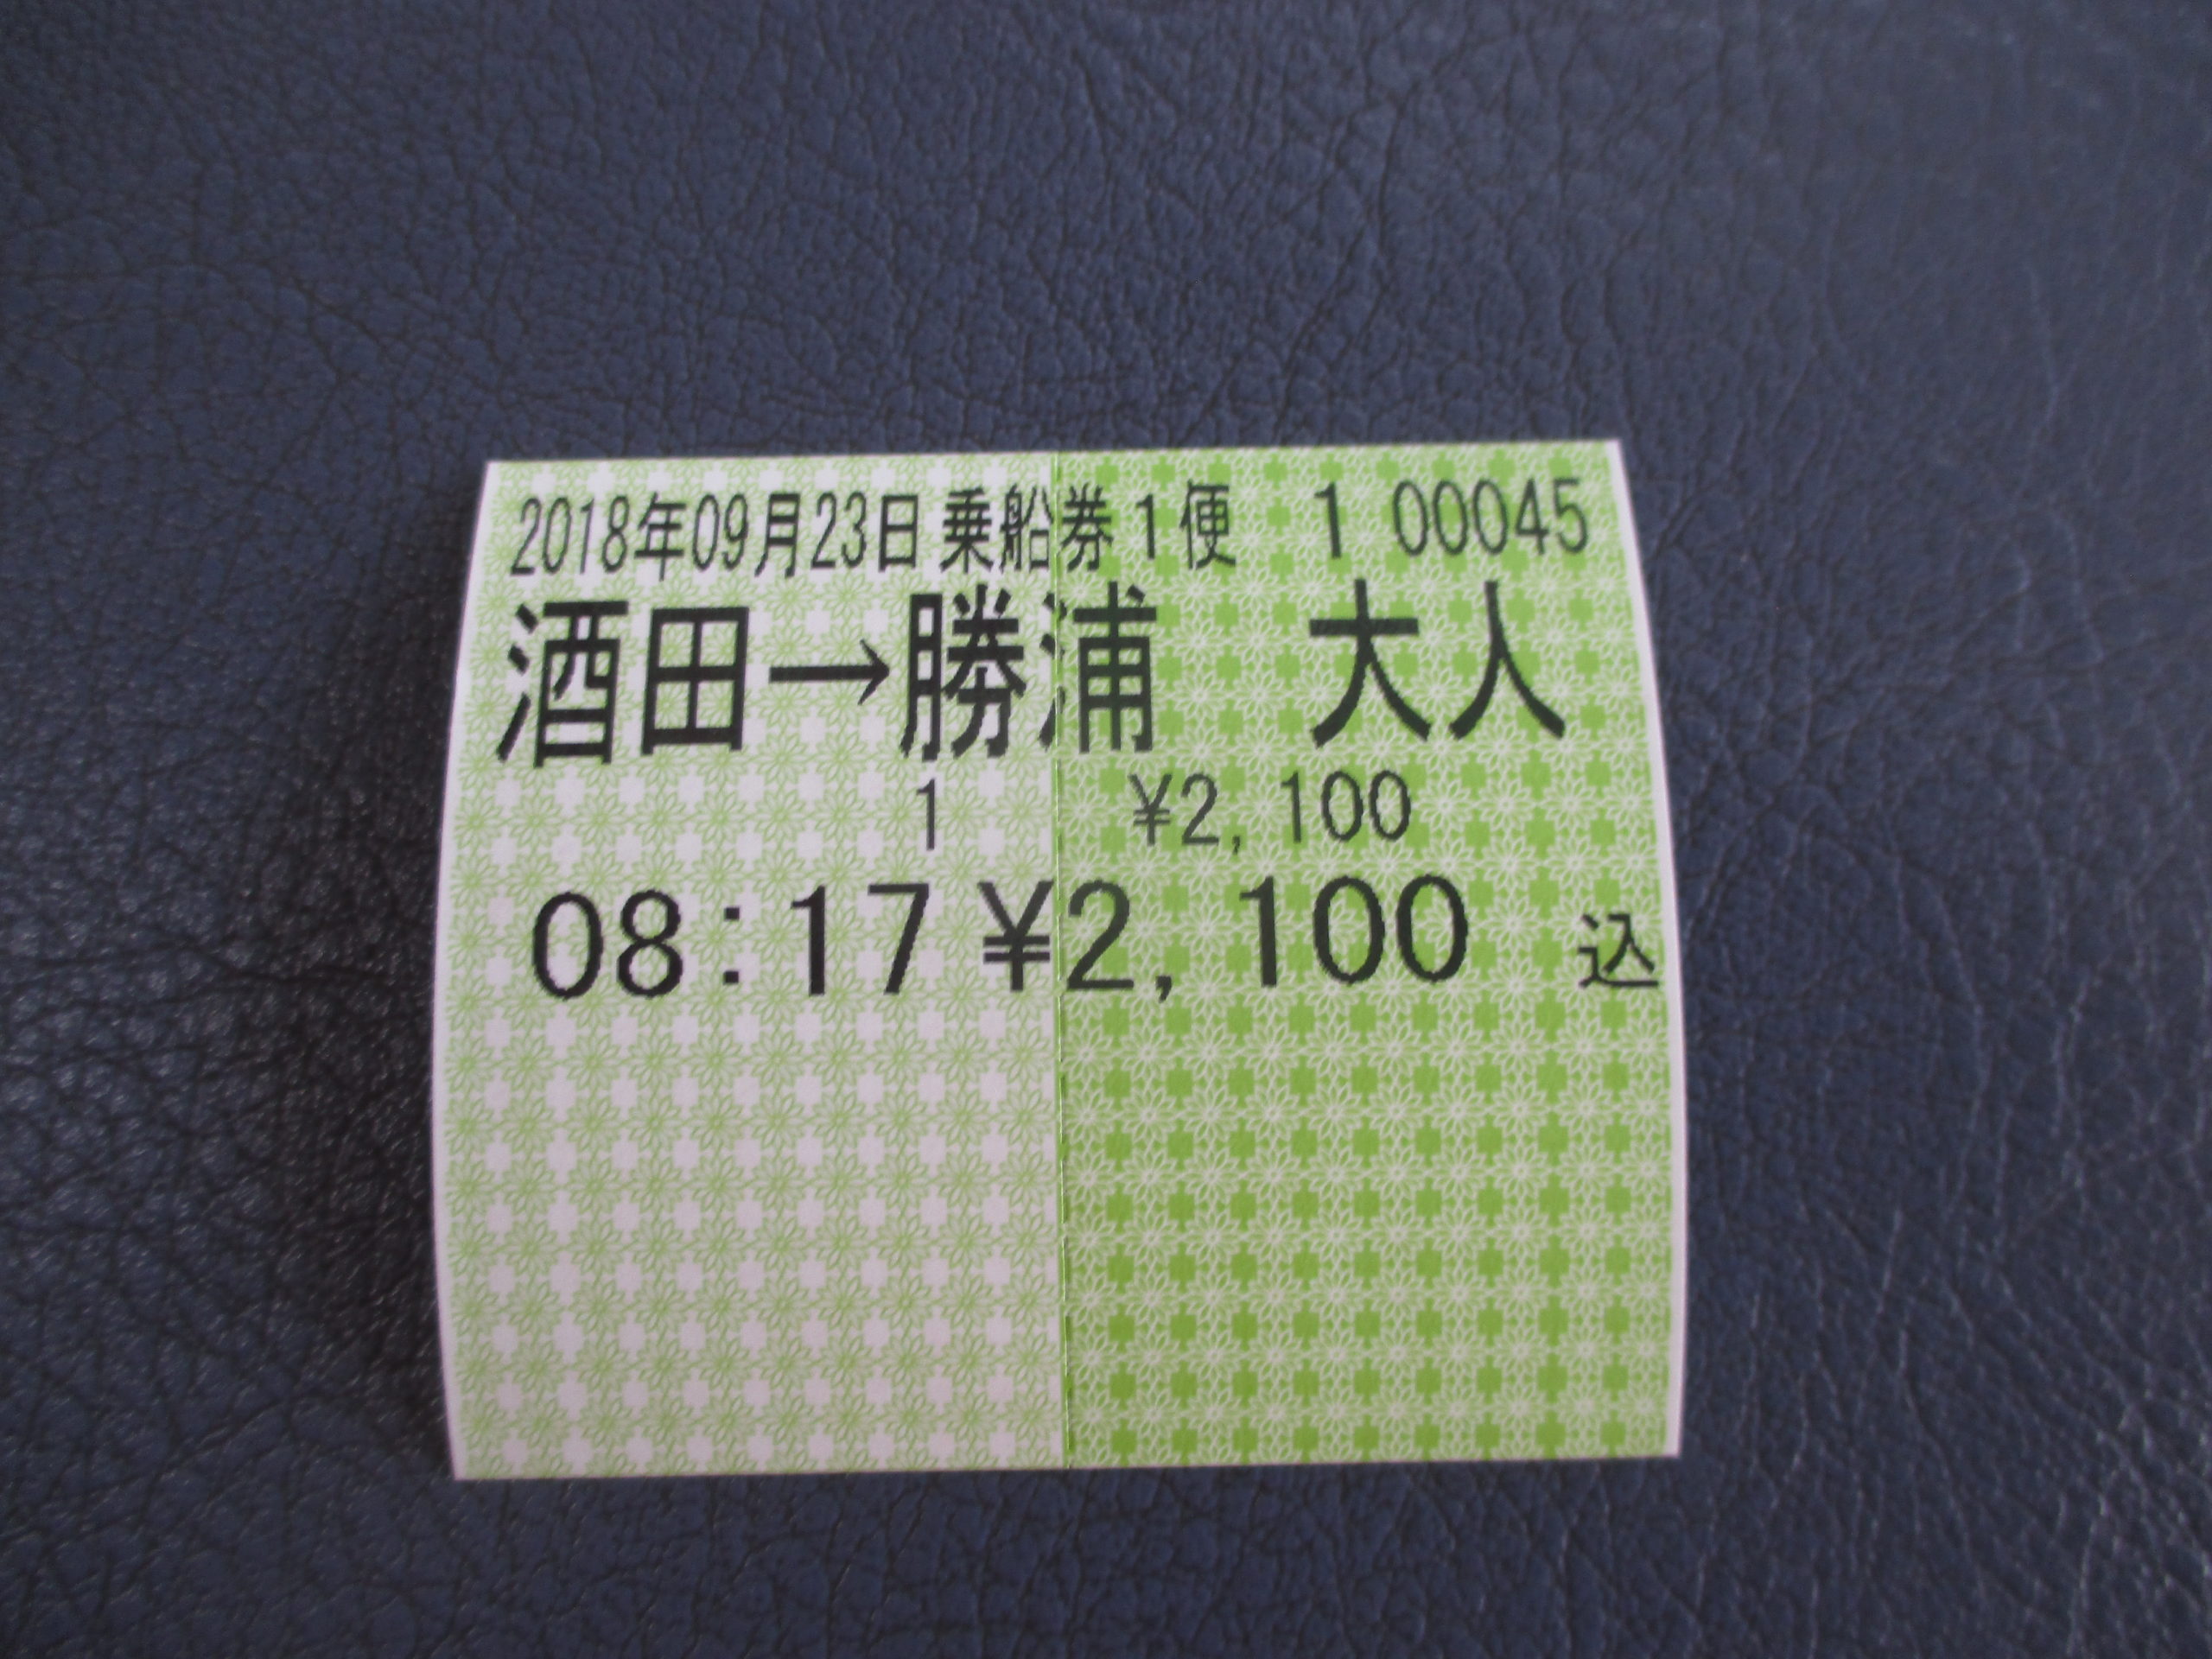 2018年09月23日 乗船券1便 1 00045
酒田→勝浦 大人
1 ¥2,100
08:17 ¥2,100 込